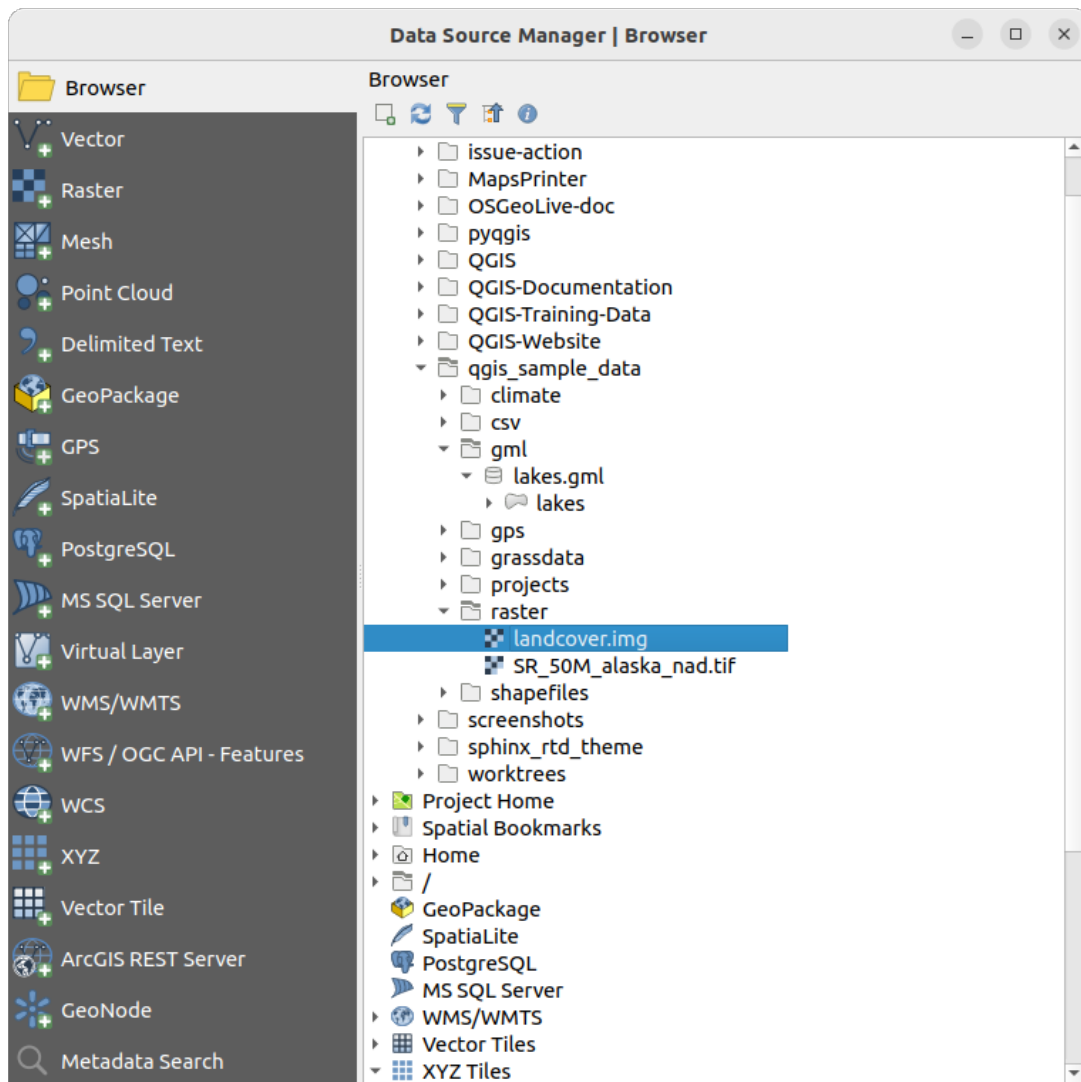 Data Source Manager | Browser
Browser
Vector
Raster
Mesh
Point Cloud
Delimited Text
GeoPackage
GPS
SpatiaLite
PostgreSQL
MS SQL Server
Virtual Layer
WMS/WMTS
WFS / OGC API - Features
WCS
XYZ
Vector Tile
ArcGIS REST Server
GeoNode
Metadata Search
Browser
issue-action
MapsPrinter
OSGeoLive-doc
pyqgis
QGIS
QGIS-Documentation
QGIS-Training-Data
QGIS-Website
qgis_sample_data
climate
csv
gml
lakes.gml
lakes
gps
grassdata
projects
raster
landcover.img
SR_50M_alaska_nad.tif
shapefiles
screenshots
sphinx_rtd_theme
worktrees
Project Home
Spatial Bookmarks
Home
/
GeoPackage
SpatiaLite
PostgreSQL
MS SQL Server
WMS/WMTS
Vector Tiles
XYZ Tiles